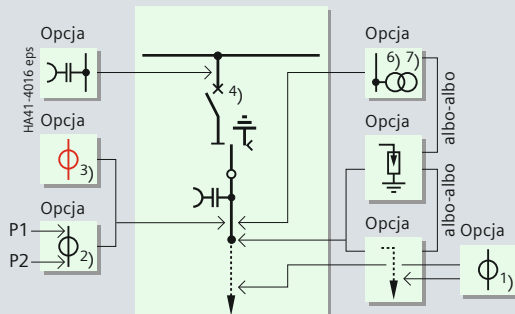 Opcja
HA41-4016 eps
Opcja
3)
Opcja
P1
P2
2)
4)
Opcja
6) 7)
albo-albo
Opcja
albo-albo
Opcja
Opcja
1)